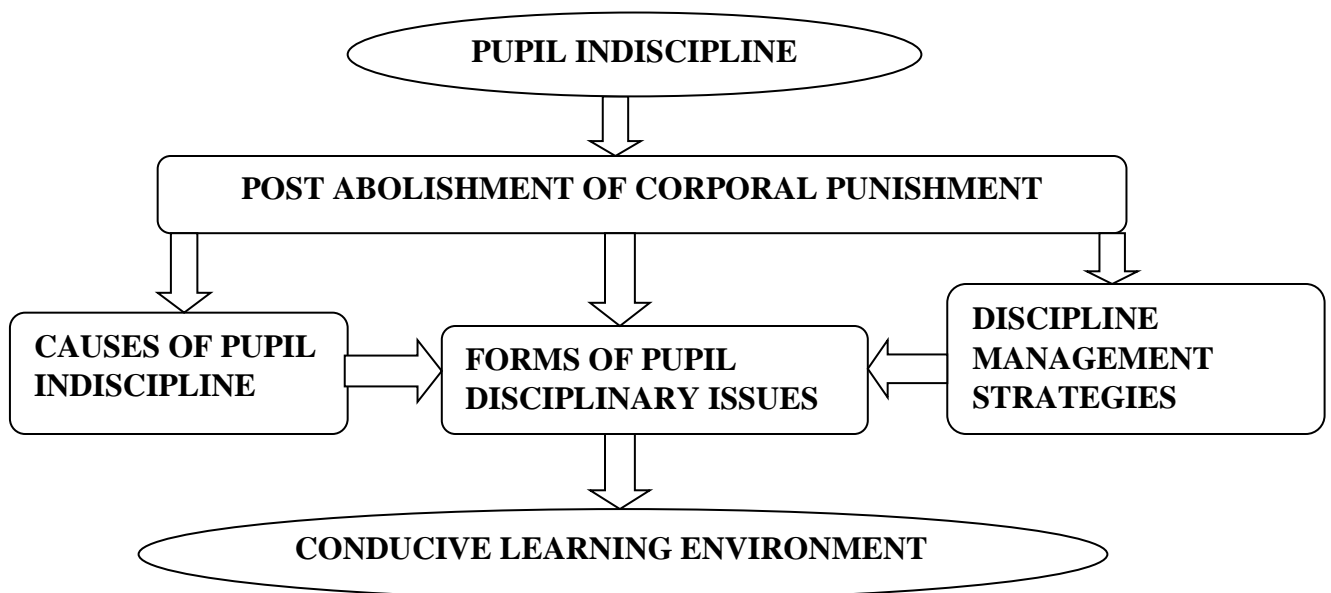 PUPIL INDISCIPLINE
POST ABOLISHMENT OF CORPORAL PUNISHMENT
CAUSES OF PUPIL
INDISCIPLINE
FORMS OF PUPIL
DISCIPLINARY ISSUES
DISCIPLINE
MANAGEMENT
STRATEGIES
CONDUCIVE LEARNING ENVIRONMENT